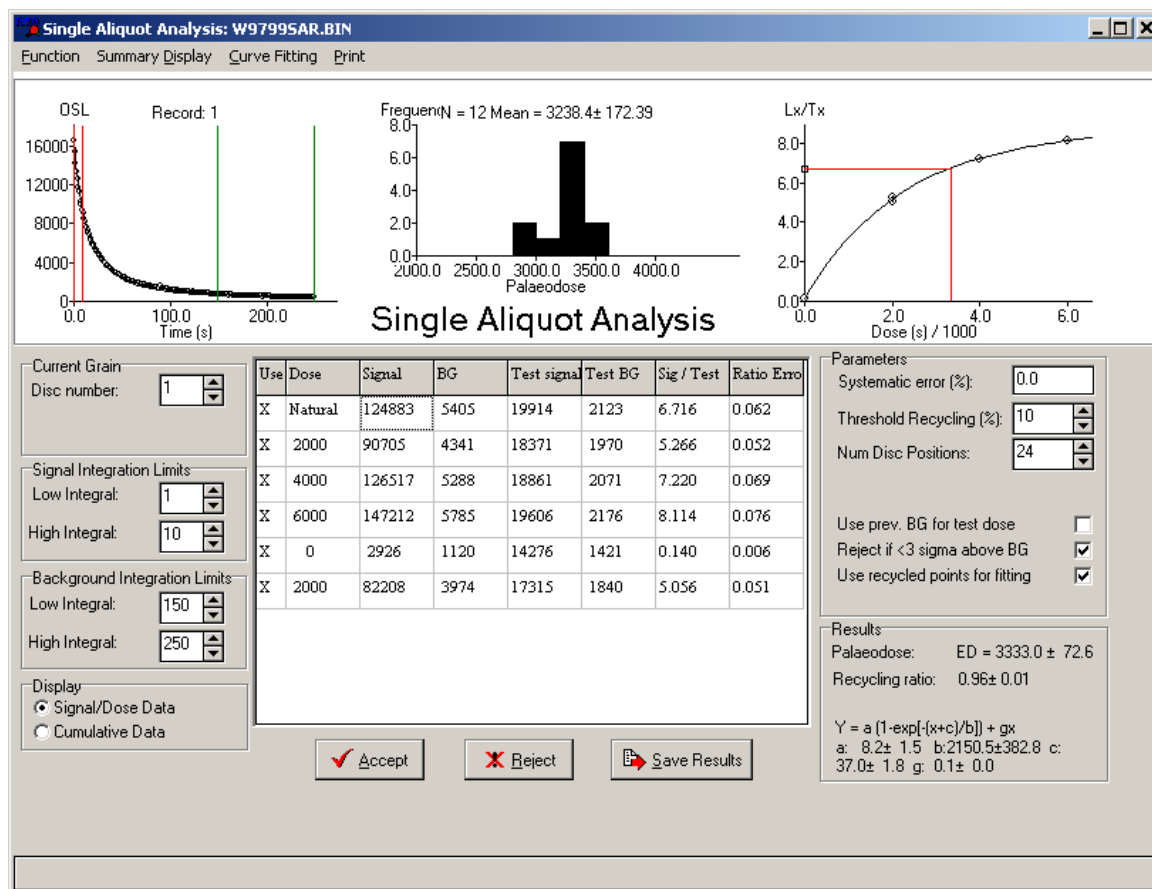 Single Aliquot Analysis: W9799SAR.BIN
Function Summary Display Curve Fitting Print
OSL Record: 1
16000
12000
8000
4000
0
0.0 100.0 200.0
Time (s)
Frequenc N = 12 Mean = 3238.4± 172.39
8.0
6.0
4.0
2.0
0.0
2000.0 2500.0 3000.0 3500.0 4000.0
Palaeodose
Lx/Tx
8.0
6.0
4.0
2.0
0.0
0.0 2.0 4.0 6.0
Dose (s) / 1000
Single Aliquot Analysis
Current Grain
Disc number: 1
Signal Integration Limits
Low Integral: 1
High Integral: 10
Background Integration Limits
Low Integral: 150
High Integral: 250
Display
Signal/Dose Data
Cumulative Data
Use Dose Signal BG Test signal Test BG Sig / Test Ratio Erro
X Natural 124883 5405 19914 2123 6.716 0.062
X 2000 90705 4341 18371 1970 5.266 0.052
X 4000 126517 5288 18861 2071 7.220 0.069
X 6000 147212 5785 19606 2176 8.114 0.076
X 0 2926 1120 14276 1421 0.140 0.006
X 2000 82208 3974 17315 1840 5.056 0.051
Accept Reject Save Results
Parameters
Systematic error (%): 0.0
Threshold Recycling (%): 10
Num Disc Positions: 24
Use prev. BG for test dose
Reject if <3 sigma above BG
Use recycled points for fitting
Results
Palaeodose: ED = 3333.0 ± 72.6
Recycling ratio: 0.96± 0.01
Y = a (1-exp[-(x+c)/b]) + gx
a: 8.2± 1.5 b:2150.5±382.8 c:
37.0± 1.8 g: 0.1± 0.0